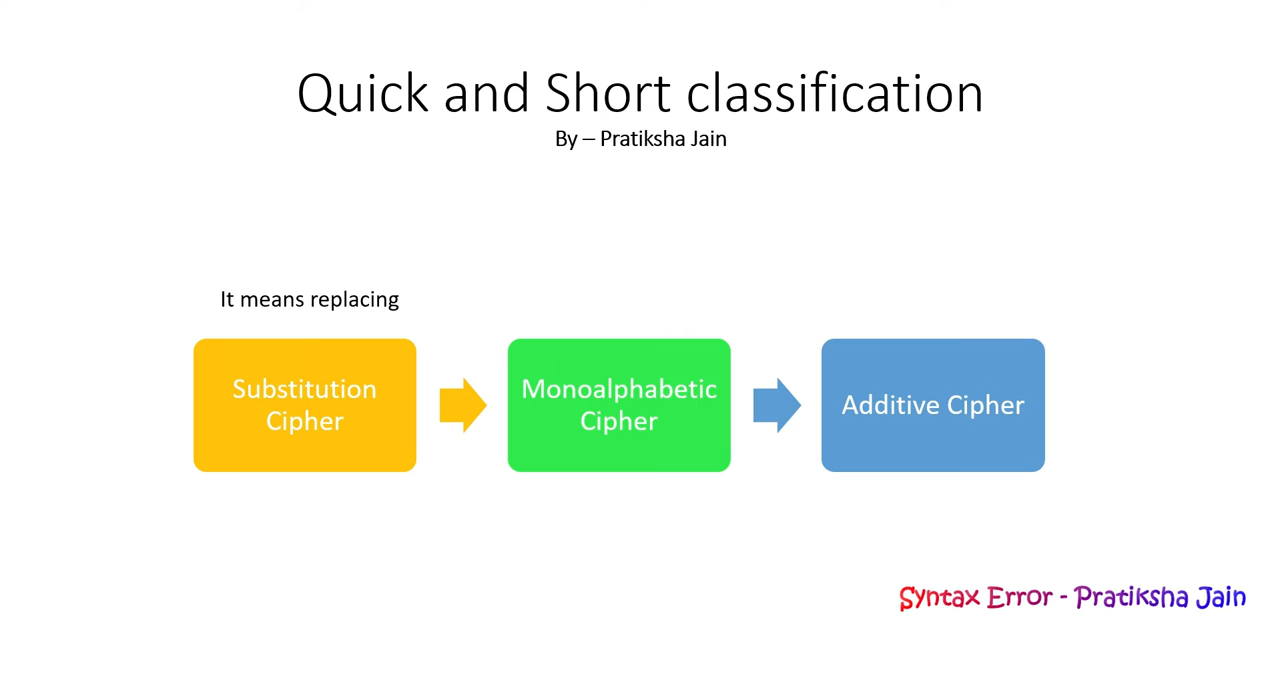 Quick and Short classification
By – Pratiksha Jain
It means replacing
Substitution
Cipher
Monoalphabetic
Cipher
Additive Cipher
Syntax Error - Pratiksha Jain